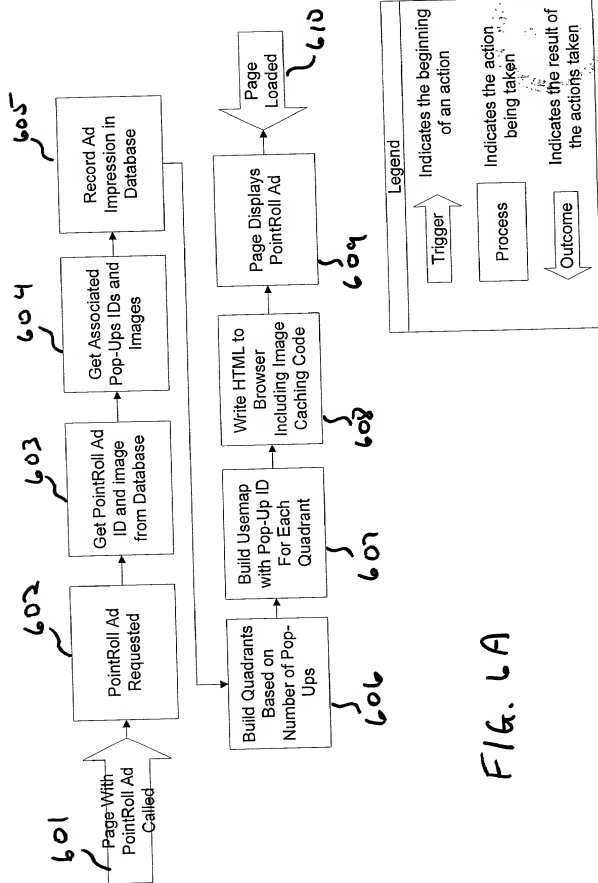 601
Page With
PointRoll Ad
Called
602
PointRoll Ad
Requested
603
Get PointRoll Ad
ID and image
from Database
604
Get Associated
Pop-Ups IDs and
Images
605
Record Ad
Impression in
Database
606
Build Quadrants
Based on
Number of Pop-
Ups
607
Build Usemap
with Pop-Up ID
For Each
Quadrant
608
Write HTML to
Browser
Including Image
Caching Code
609
Page Displays
PointRoll Ad
610
Page
Loaded
Legend
Trigger
Indicates the beginning
of an action
Process
Indicates the action
being taken
Outcome
Indicates the result of
the actions taken
FIG. 6A